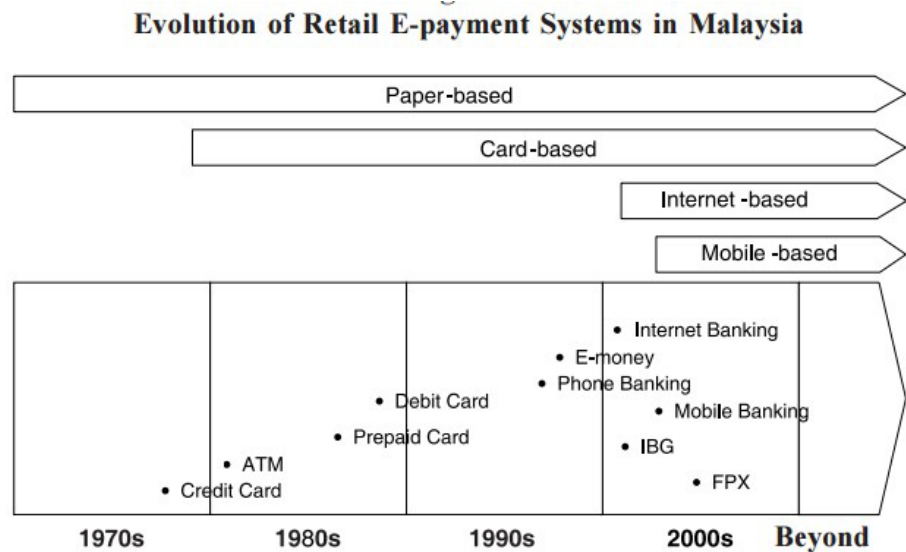 Evolution of Retail E-payment Systems in Malaysia
Paper-based
Card-based
Internet -based
Mobile -based
Internet Banking
E-money
Phone Banking
Debit Card
Mobile Banking
Prepaid Card
IBG
ATM
FPX
Credit Card
1970s 1980s 1990s 2000s Beyond